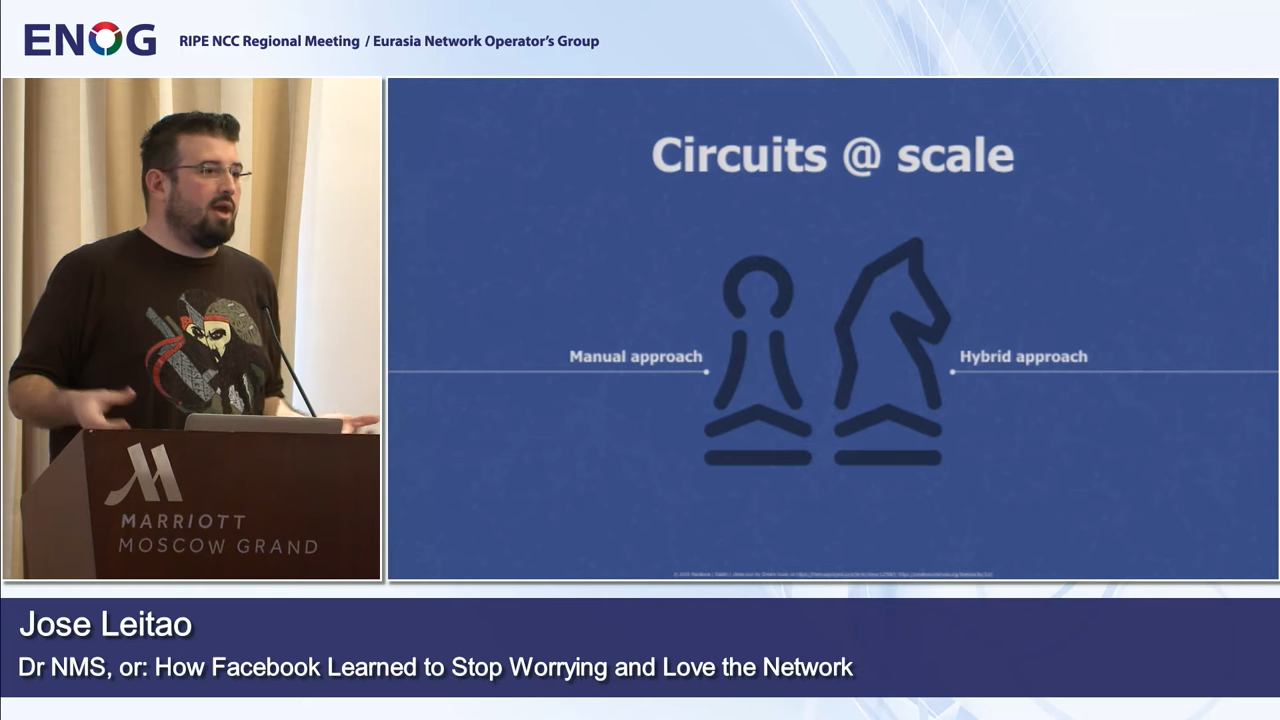 ENOG
RIPE NCC Regional Meeting / Eurasia Network Operator's Group
Circuits @ scale
Manual approach
Hybrid approach
MARRIOTT
MOSCOW GRAND
Jose Leitao
Dr NMS, or: How Facebook Learned to Stop Worrying and Love the Network